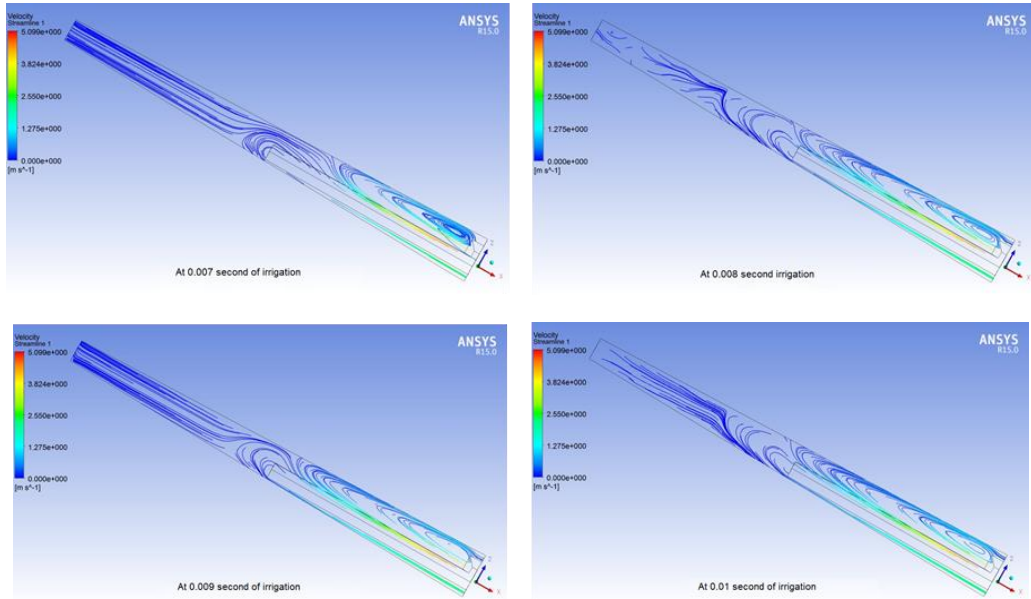 Velocity
Streamline 1
5.099e+000
3.824e+000
2.550e+000
1.275e+000
0.000e+000
[m s^-1]
ANSYS
R15.0
Z
X
At 0.007 second of irrigation
Velocity
Streamline 1
5.099e+000
3.824e+000
2.550e+000
1.275e+000
0.000e+000
[m s^-1]
ANSYS
R15.0
Z
X
At 0.008 second irrigation
Velocity
Streamline 1
5.099e+000
3.824e+000
2.550e+000
1.275e+000
0.000e+000
[m s^-1]
ANSYS
R15.0
Z
X
At 0.009 second of irrigation
Velocity
Streamline 1
5.099e+000
3.824e+000
2.550e+000
1.275e+000
0.000e+000
[m s^-1]
ANSYS
R15.0
Z
X
At 0.01 second of irrigation